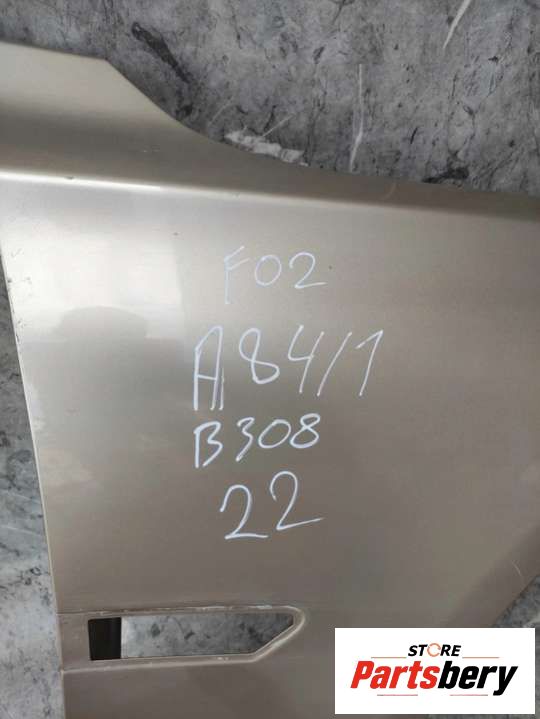 F02
A84/1
B308
22
STORE
Partsbery